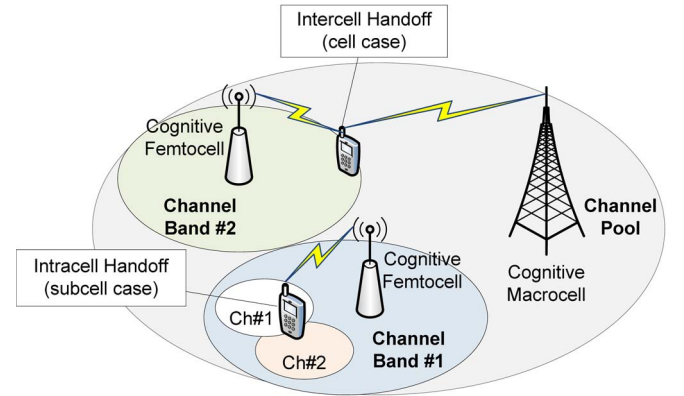 Intercell Handoff
(cell case)
Cognitive
Femtocell
Channel
Band #2
Channel
Pool
Cognitive
Macrocell
Intracell Handoff
(subcell case)
Cognitive
Femtocell
Ch#1
Ch#2
Channel
Band #1